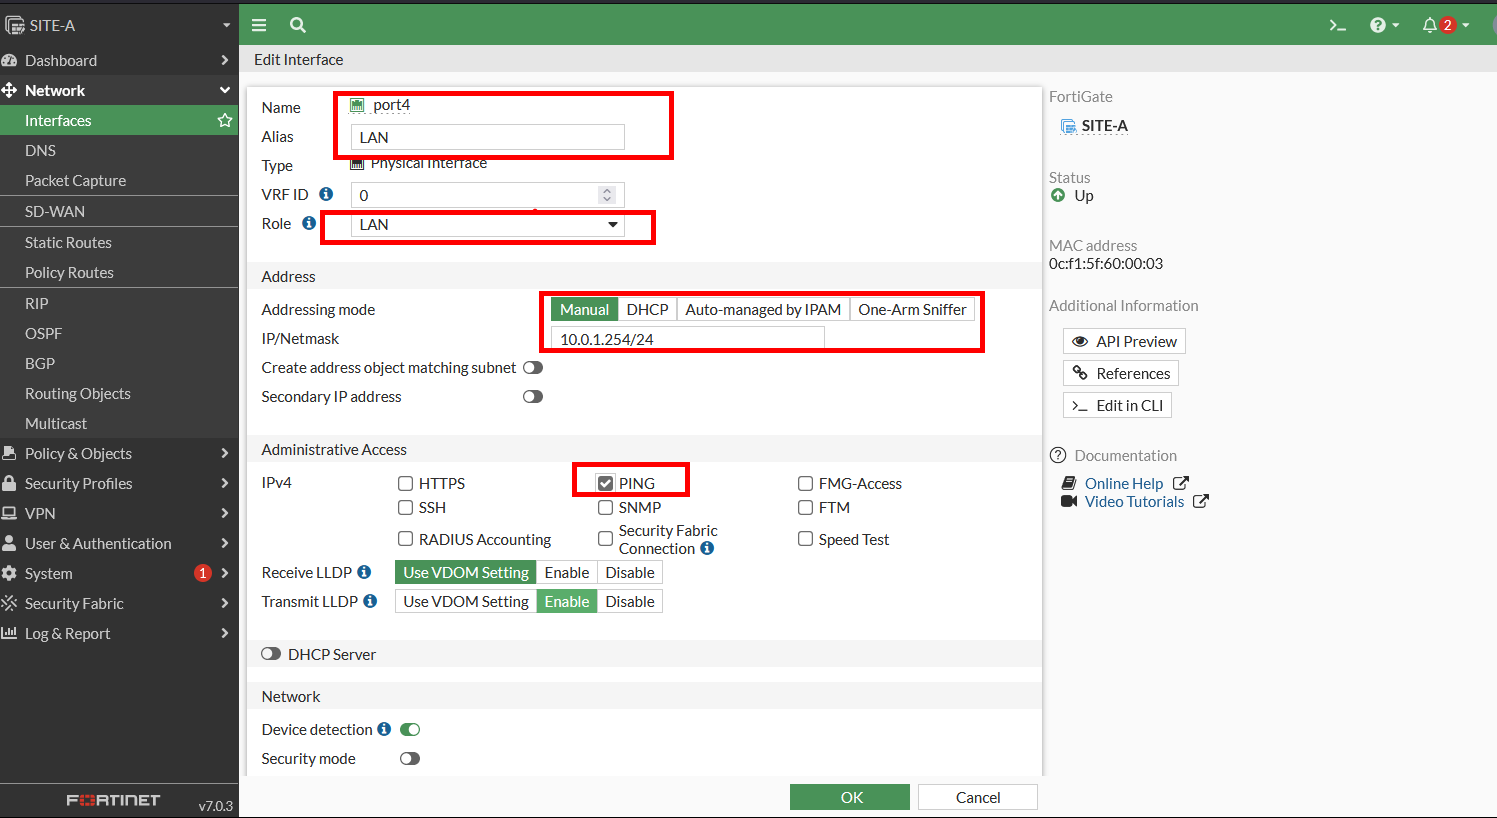 SITE-A
Dashboard
Network
Interfaces
DNS
Packet Capture
SD-WAN
Static Routes
Policy Routes
RIP
OSPF
BGP
Routing Objects
Multicast
Policy & Objects
Security Profiles
VPN
User & Authentication
System 1
Security Fabric
Log & Report
FORTINET v7.0.3
2
Edit Interface
Name port4
Alias LAN
Type Physical Interface
VRF ID 0
Role LAN
Address
Addressing mode Manual DHCP Auto-managed by IPAM One-Arm Sniffer
IP/Netmask 10.0.1.254/24
Create address object matching subnet
Secondary IP address
Administrative Access
IPv4 HTTPS PING FMG-Access
SSH SNMP FTM
RADIUS Accounting Security Fabric Connection Speed Test
Receive LLDP Use VDOM Setting Enable Disable
Transmit LLDP Use VDOM Setting Enable Disable
DHCP Server
Network
Device detection
Security mode
OK Cancel
FortiGate
SITE-A
Status
Up
MAC address
0c:f1:5f:60:00:03
Additional Information
API Preview
References
>_ Edit in CLI
Documentation
Online Help
Video Tutorials